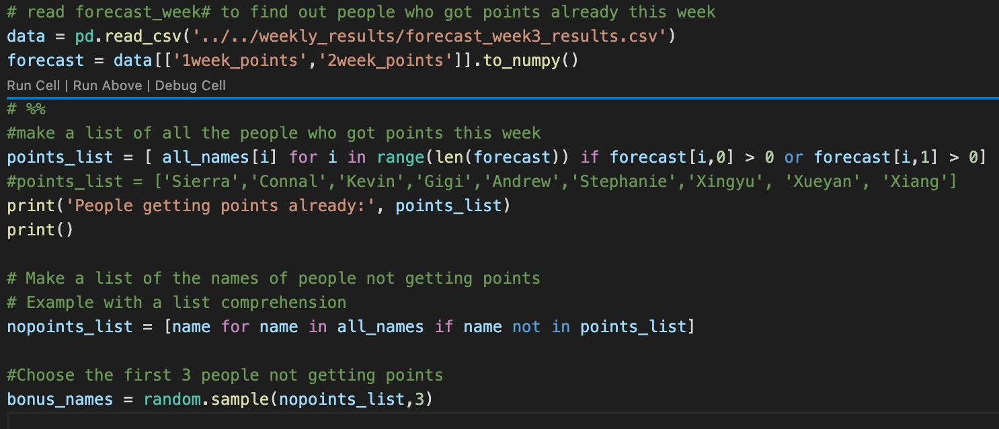 # read forecast_week# to find out people who got points already this week
data = pd.read_csv('../../weekly_results/forecast_week3_results.csv')
forecast = data[['1week_points','2week_points']].to_numpy()
Run Cell | Run Above | Debug Cell
# %%
#make a list of all the people who got points this week
points_list = [ all_names[i] for i in range(len(forecast)) if forecast[i,0] > 0 or forecast[i,1] > 0]
#points_list = ['Sierra','Connal','Kevin','Gigi','Andrew','Stephanie','Xingyu', 'Xueyan', 'Xiang']
print('People getting points already:', points_list)
print()
# Make a list of the names of people not getting points
# Example with a list comprehension
nopoints_list = [name for name in all_names if name not in points_list]
#Choose the first 3 people not getting points
bonus_names = random.sample(nopoints_list,3)